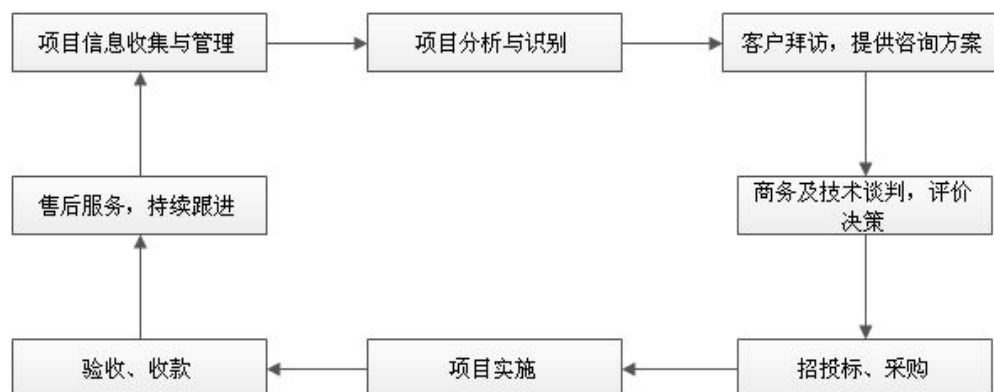 项目信息收集与管理
项目分析与识别
客户拜访，提供咨询方案
商务及技术谈判，评价
决策
招投标、采购
项目实施
验收、收款
售后服务，持续跟进